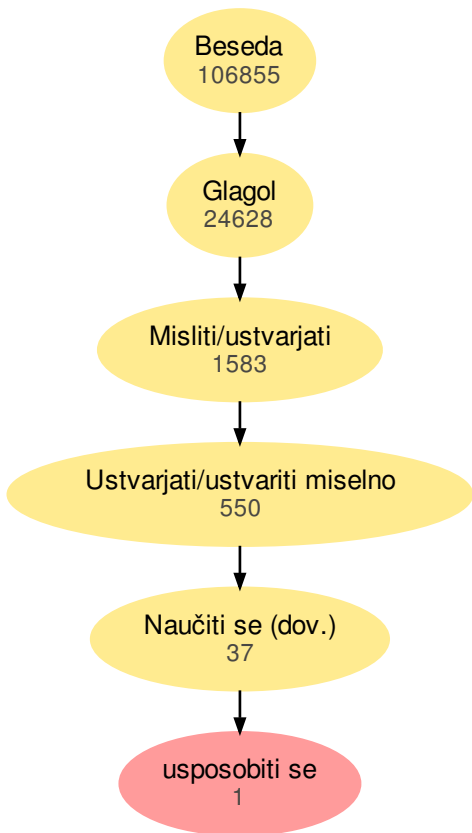 Beseda
106855
Glagol
24628
Misliti/ustvarjati
1583
Ustvarjati/ustvariti miselno
550
Naučiti se (dov.)
37
usposobiti se
1